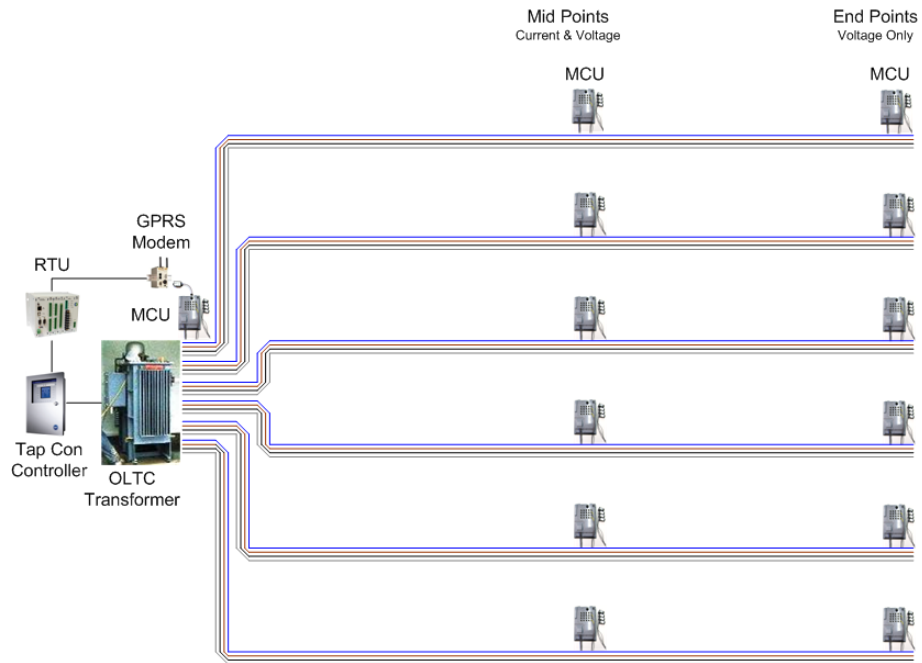 Mid Points
Current & Voltage
End Points
Voltage Only
MCU
MCU
GPRS
Modem
RTU
MCU
Tap Con
Controller
OLTC
Transformer